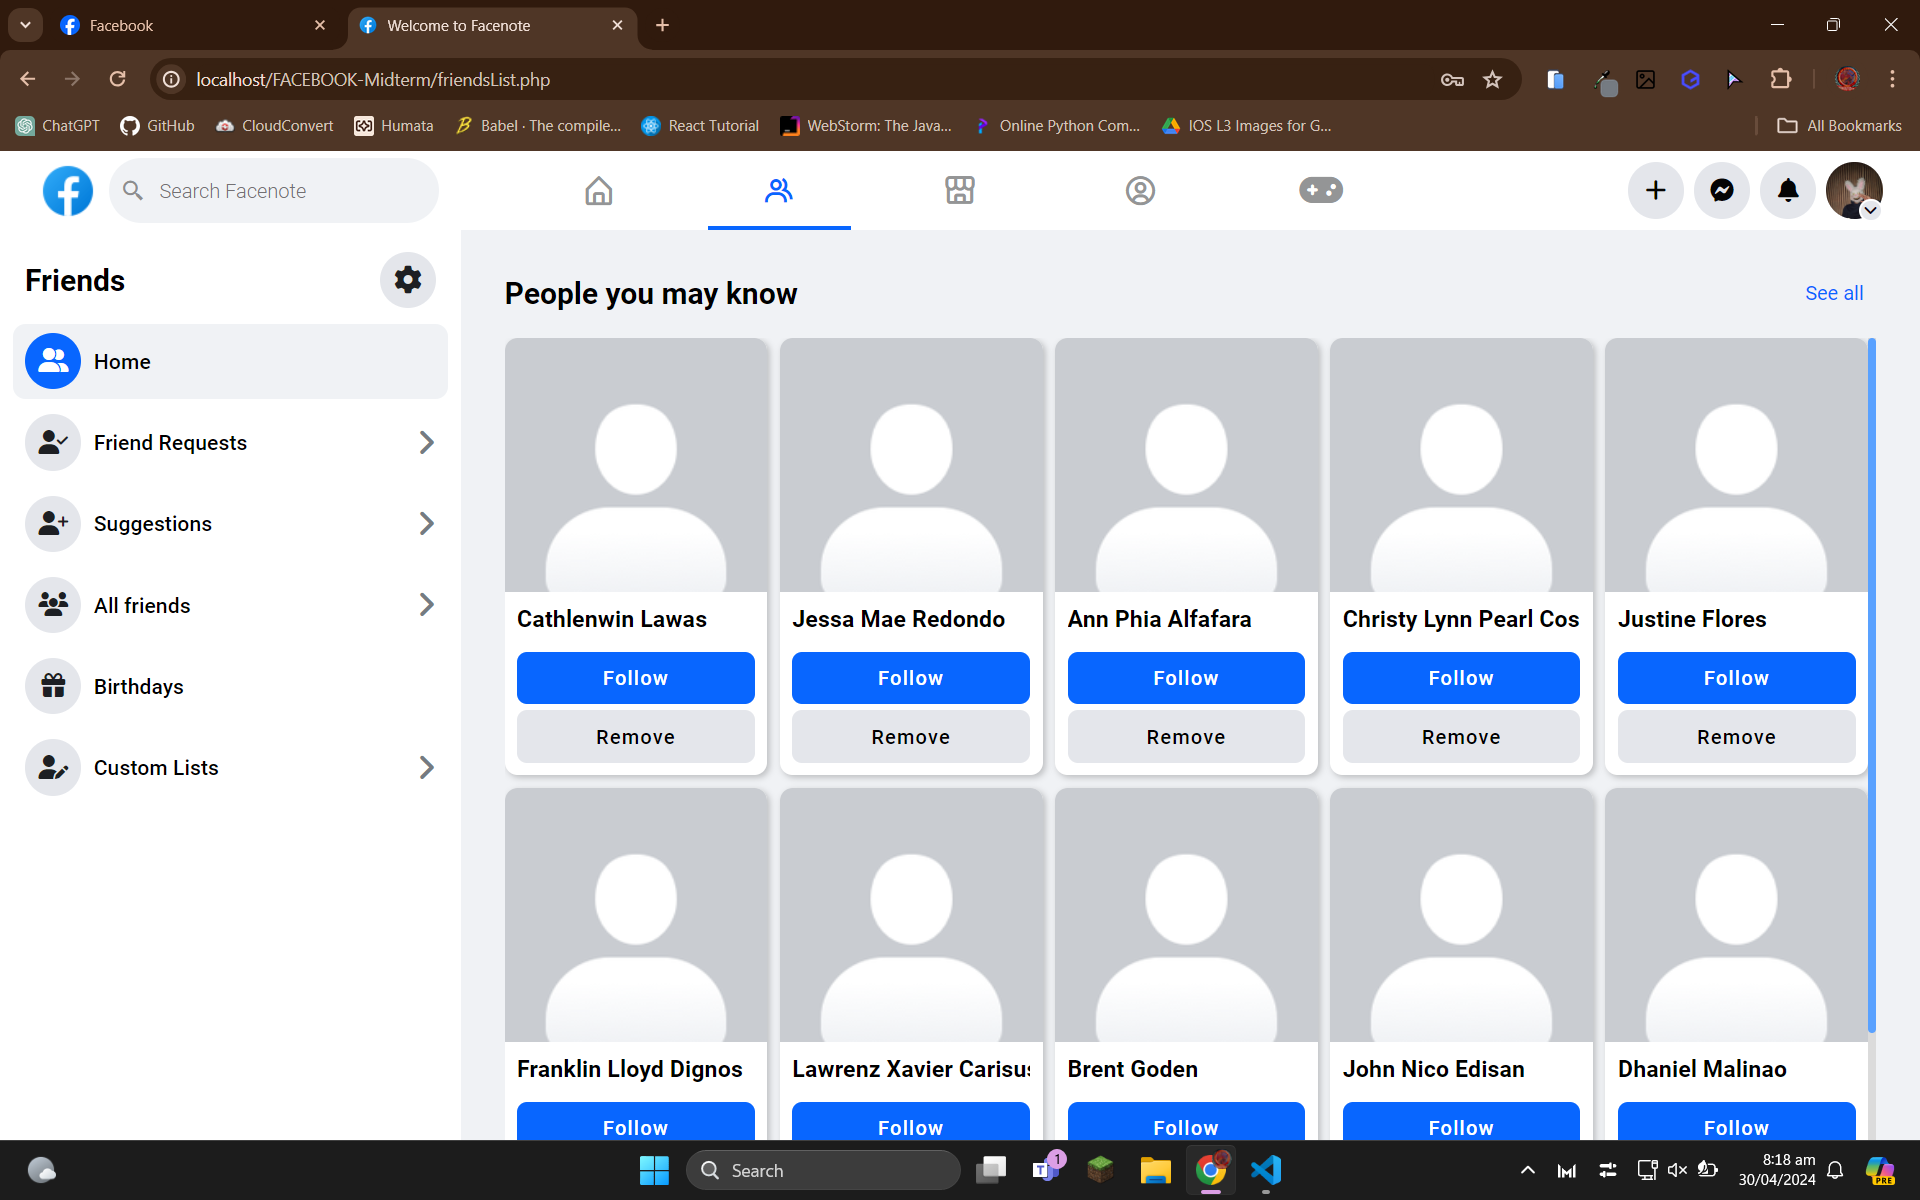 Facebook
Welcome to Facenote
localhost/FACEBOOK-Midterm/friendsList.php
ChatGPT
GitHub
CloudConvert
Humata
Babel · The compile...
React Tutorial
WebStorm: The Java...
Online Python Com...
IOS L3 Images for G...
All Bookmarks
Search Facenote
Friends
Home
Friend Requests
Suggestions
All friends
Birthdays
Custom Lists
People you may know
See all
Cathlenwin Lawas
Follow
Remove
Jessa Mae Redondo
Follow
Remove
Ann Phia Alfafara
Follow
Remove
Christy Lynn Pearl Cos
Follow
Remove
Justine Flores
Follow
Remove
Franklin Lloyd Dignos
Follow
Lawrenz Xavier Carisu
Follow
Brent Goden
Follow
John Nico Edisan
Follow
Dhaniel Malinao
Follow
Search
1
8:18 am
30/04/2024
PRE